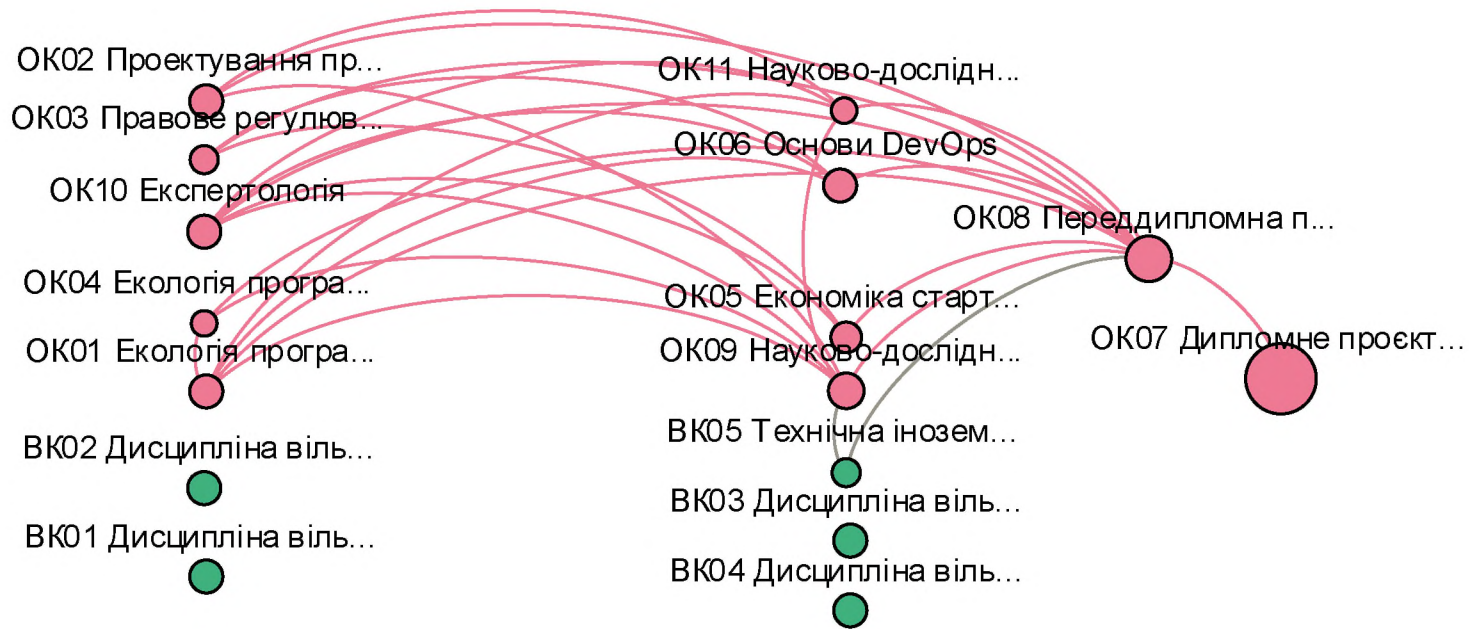 ОК02 Проектування пр...
ОК03 Правове регулюв...
ОК10 Експертологія
ОК04 Екологія програ...
ОК01 Екологія програ...
ВК02 Дисципліна віль...
ВК01 Дисципліна віль...
ОК11 Науково-дослідн...
ОК06 Основи DevOps
ОК05 Економіка старт...
ОК09 Науково-дослідн...
ВК05 Технічна інозем...
ВК03 Дисципліна віль...
ВК04 Дисципліна віль...
ОК08 Переддипломна п...
ОК07 Дипломне проєкт...